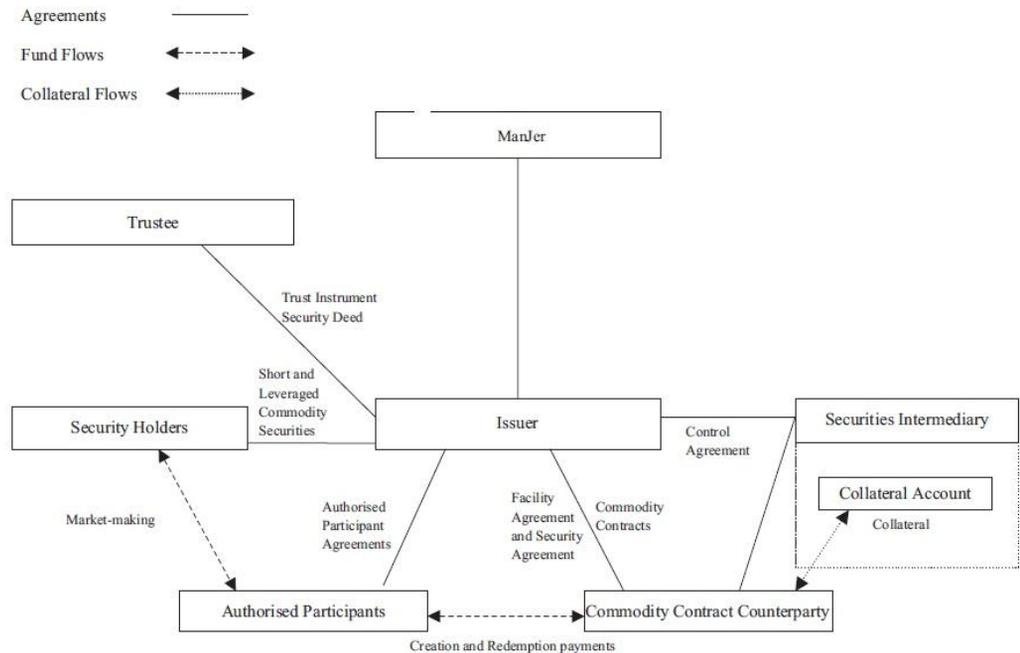 Agreements
Fund Flows
Collateral Flows
ManJer
Trustee
Trust Instrument
Security Deed
Short and
Leveraged
Commodity
Securities
Security Holders
Issuer
Securities Intermediary
Control
Agreement
Collateral Account
Collateral
Market-making
Authorised
Participant
Agreements
Facility
Agreement
and Security
Agreement
Commodity
Contracts
Authorised Participants
Commodity Contract Counterparty
Creation and Redemption payments